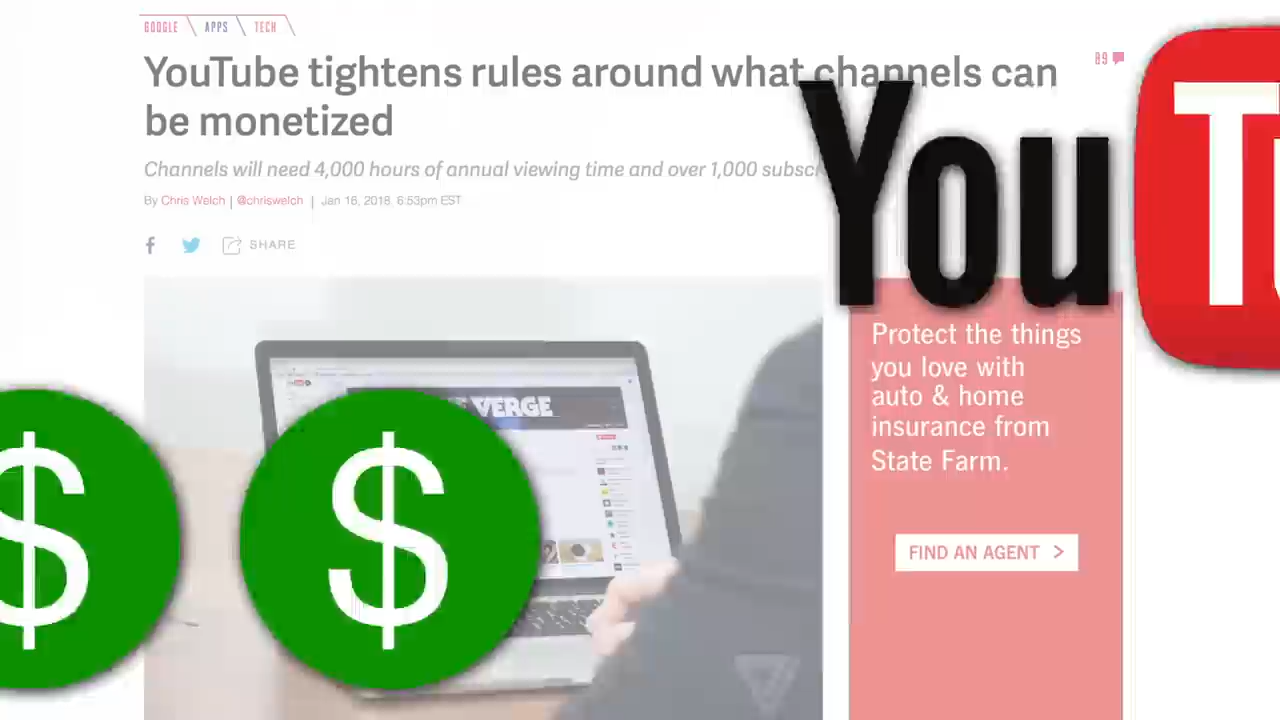 GOOGLE APPS TECH
YouTube tightens rules around what channels can
be monetized
89
Channels will need 4,000 hours of annual viewing time and over 1,000
By Chris Welch | @chriswelch | Jan 16, 2018, 6:53pm EST
SHARE
You
VERGE
Protect the things
you love with
auto & home
insurance from
State Farm.
FIND AN AGENT
$ $